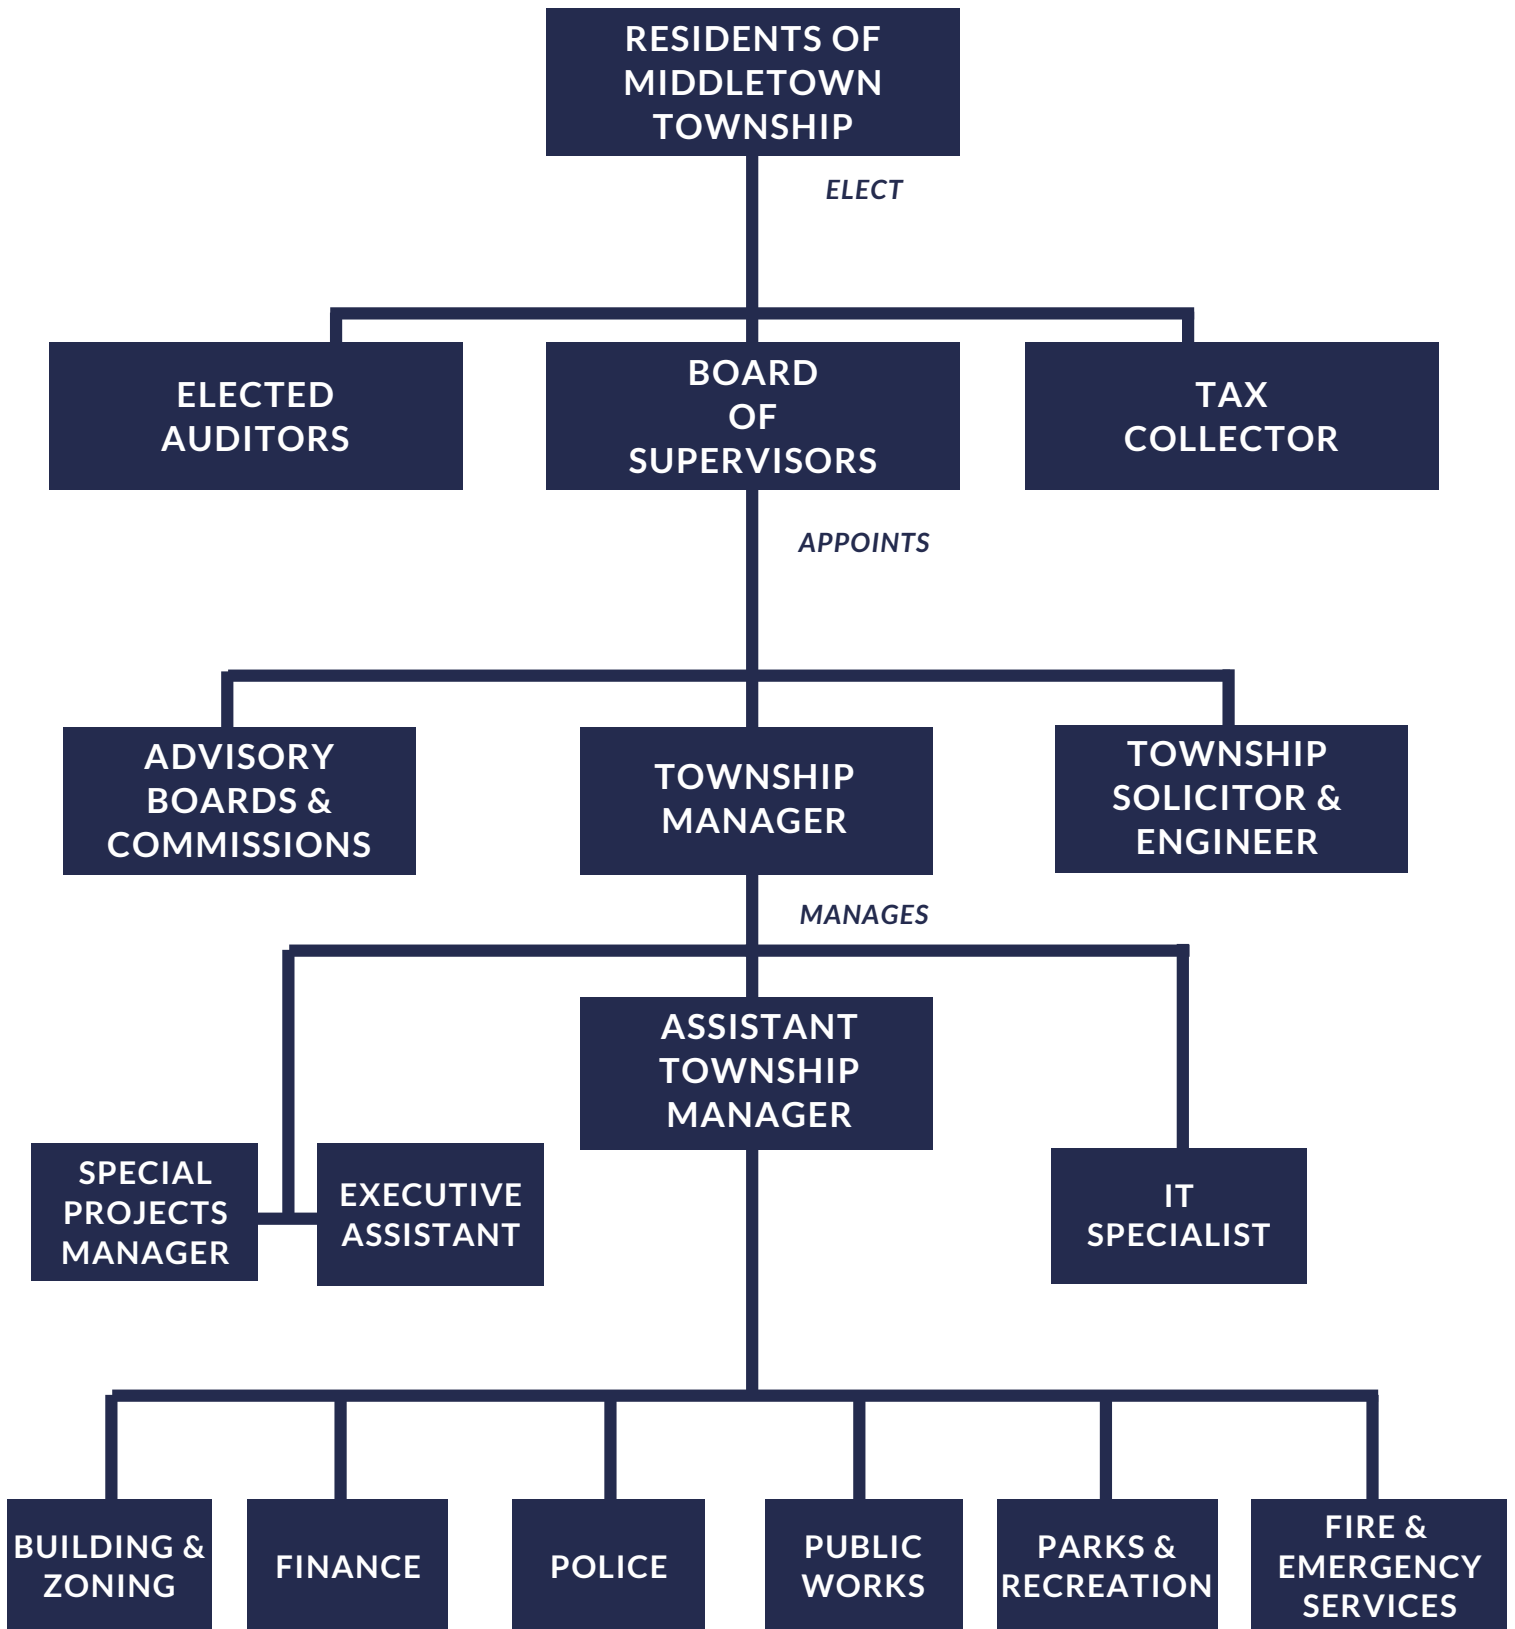 RESIDENTS OF
MIDDLETOWN
TOWNSHIP
ELECT
ELECTED
AUDITORS
BOARD
OF
SUPERVISORS
TAX
COLLECTOR
APPOINTS
ADVISORY
BOARDS &
COMMISSIONS
TOWNSHIP
MANAGER
TOWNSHIP
SOLICITOR &
ENGINEER
MANAGES
ASSISTANT
TOWNSHIP
MANAGER
SPECIAL
PROJECTS
MANAGER
EXECUTIVE
ASSISTANT
IT
SPECIALIST
BUILDING &
ZONING
FINANCE
POLICE
PUBLIC
WORKS
PARKS &
RECREATION
FIRE &
EMERGENCY
SERVICES